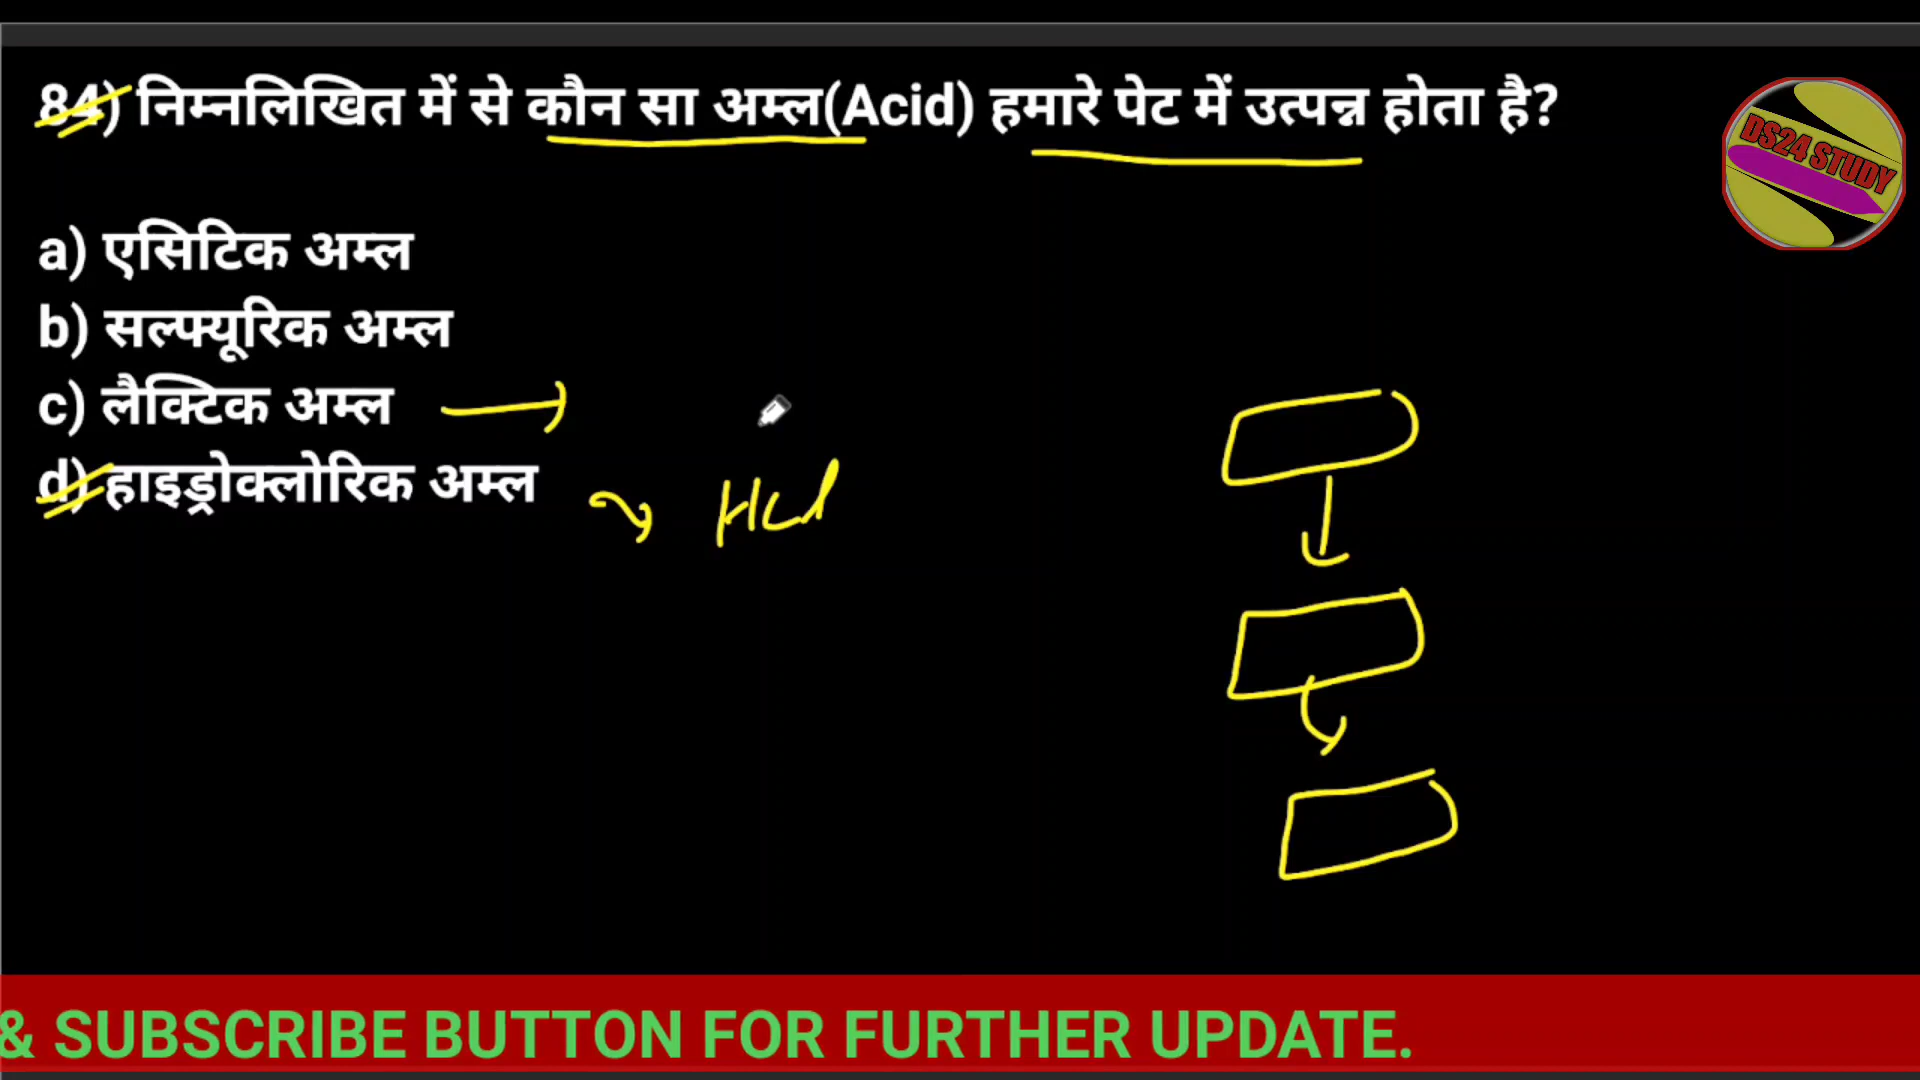 84) निम्नलिखित में से कौन सा अम्ल(Acid) हमारे पेट में उत्पन्न होता है?
DS24 STUDY
a) एसिटिक अम्ल
b) सल्फ्यूरिक अम्ल
c) लैक्टिक अम्ल
d) हाइड्रोक्लोरिक अम्ल
HCl
& SUBSCRIBE BUTTON FOR FURTHER UPDATE.